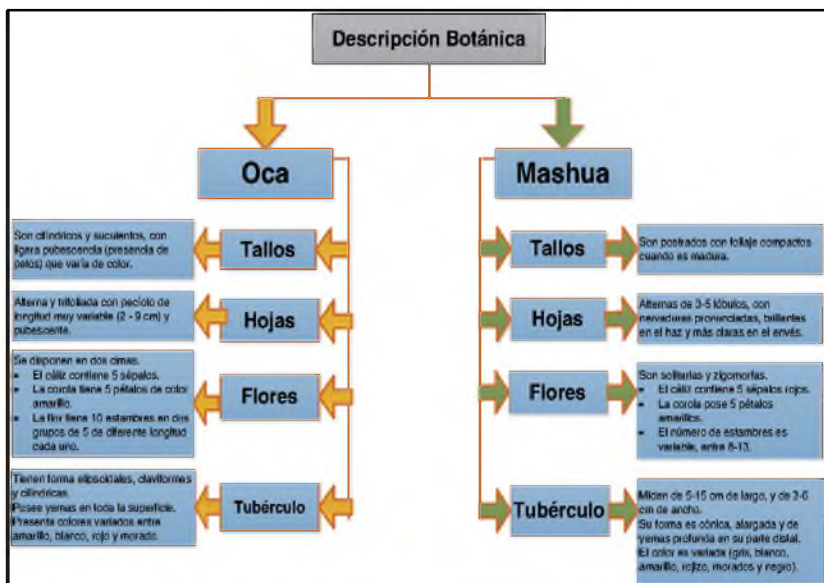 Descripción Botánica
Oca
Tallos
Son cilíndricos y suculentos, con
ligera pubescencia (presencia de
pelos) que varía de color.
Hojas
Alterna y trifoliada con pecíolo de
longitud muy variable (2 - 9 cm) y
pubescente.
Flores
Se disponen en dos cimas.
• El cáliz contiene 5 sépalos.
• La corola tiene 5 pétalos de color
amarillo.
• La flor tiene 10 estambres en dos
grupos de 5 de diferente longitud
cada uno.
Tubérculo
Tienen forma elipsoidales, claviformes
y cilíndricas.
Posee yemas en toda la superficie.
Presenta colores variados entre
amarillo, blanco, rojo y morado.
Mashua
Tallos
Son postrados con follaje compactos
cuando es madura.
Hojas
Alternas de 3-5 lóbulos, con
nervaduras pronunciadas, brillantes
en el haz y más claras en el envés.
Flores
Son solitarias y zigomorfas.
• El cáliz contiene 5 sépalos rojos.
• La corola pose 5 pétalos
amarillos.
• El número de estambres es
variable, entre 8-13.
Tubérculo
Miden de 5-15 cm de largo, y de 3-6
cm de ancho.
Su forma es cónica, alargada y de
yemas profunda en su parte distal.
El color es variada (gris, blanco,
amarillo, rojizo, morados y negro).